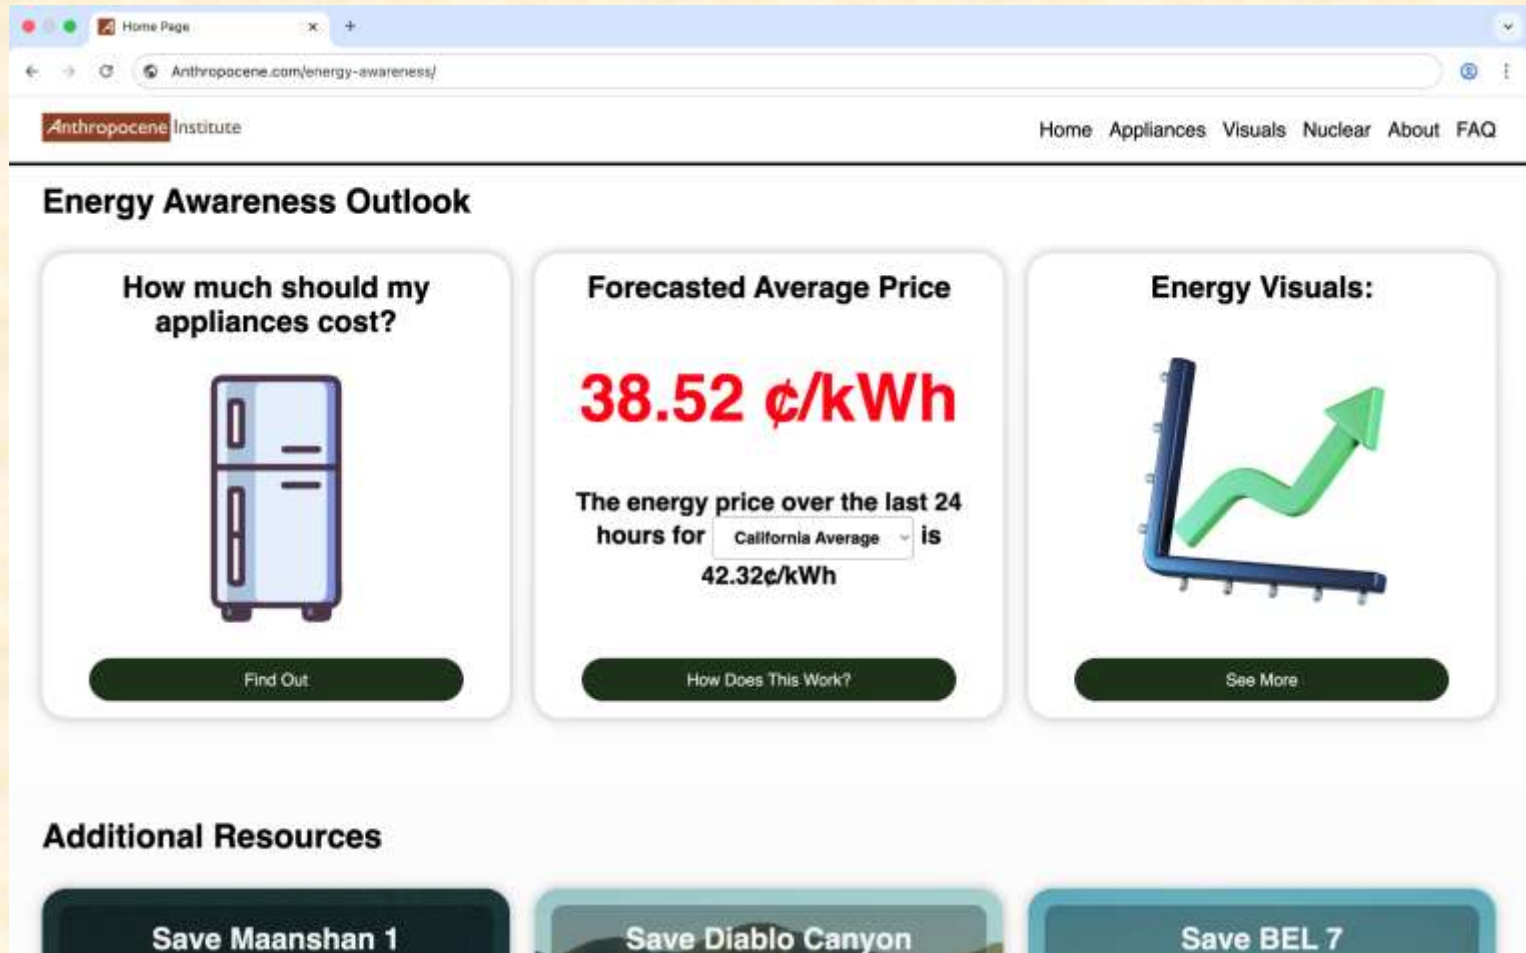 Home Page
Anthropocene.com/energy-awareness/
Anthropocene Institute
Home Appliances Visuals Nuclear About FAQ
Energy Awareness Outlook
How much should my
appliances cost?
Find Out
Forecasted Average Price
38.52 ¢/kWh
The energy price over the last 24
hours for California Average is
42.32¢/kWh
How Does This Work?
Energy Visuals:
See More
Additional Resources
Save Maanshan 1
Save Diablo Canyon
Save BEL 7